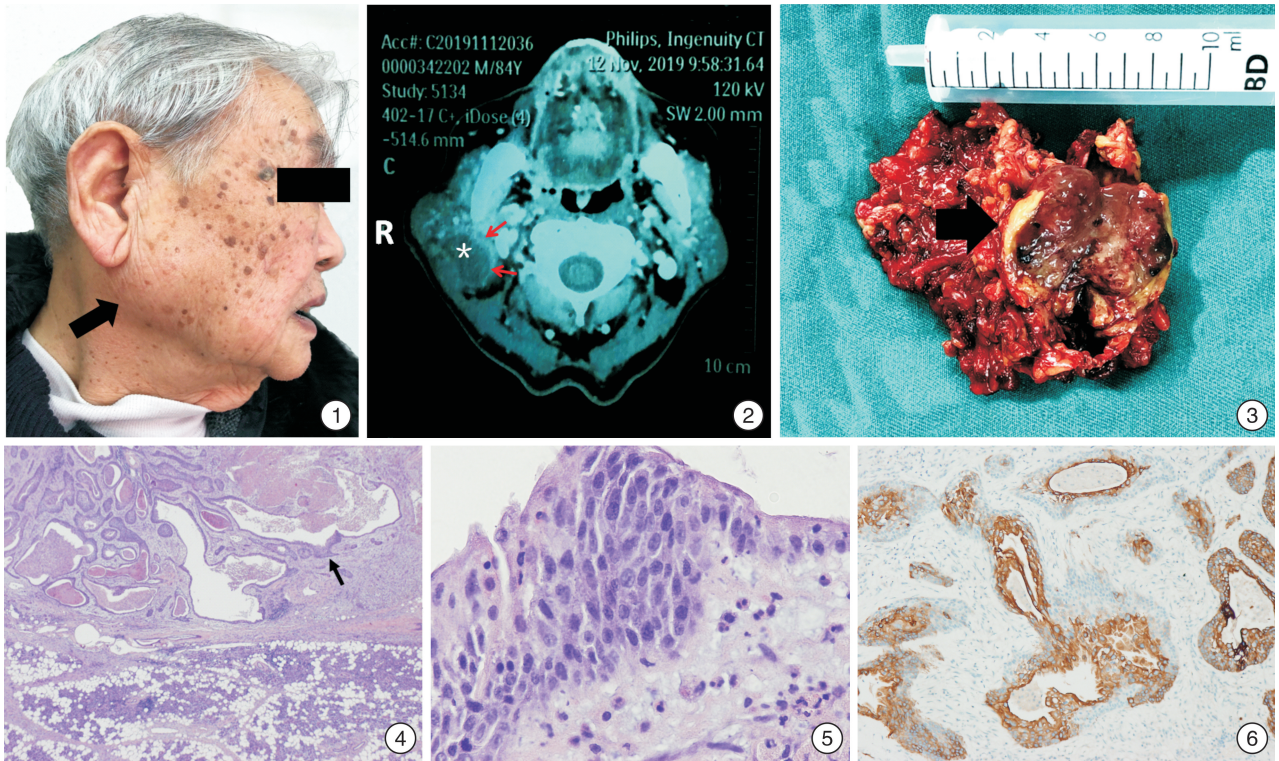 1
Acc#: C20191112036
0000342202 M/84Y
Study: 5134
402-17 C+, iDose (4)
-514.6 mm
C
Philips, Ingenuity CT
12 Nov, 2019 9:58:31.64
120 kV
SW 2.00 mm
R
*
10 cm
2
2
4
6
8
10 ml
BD
3
4
5
6